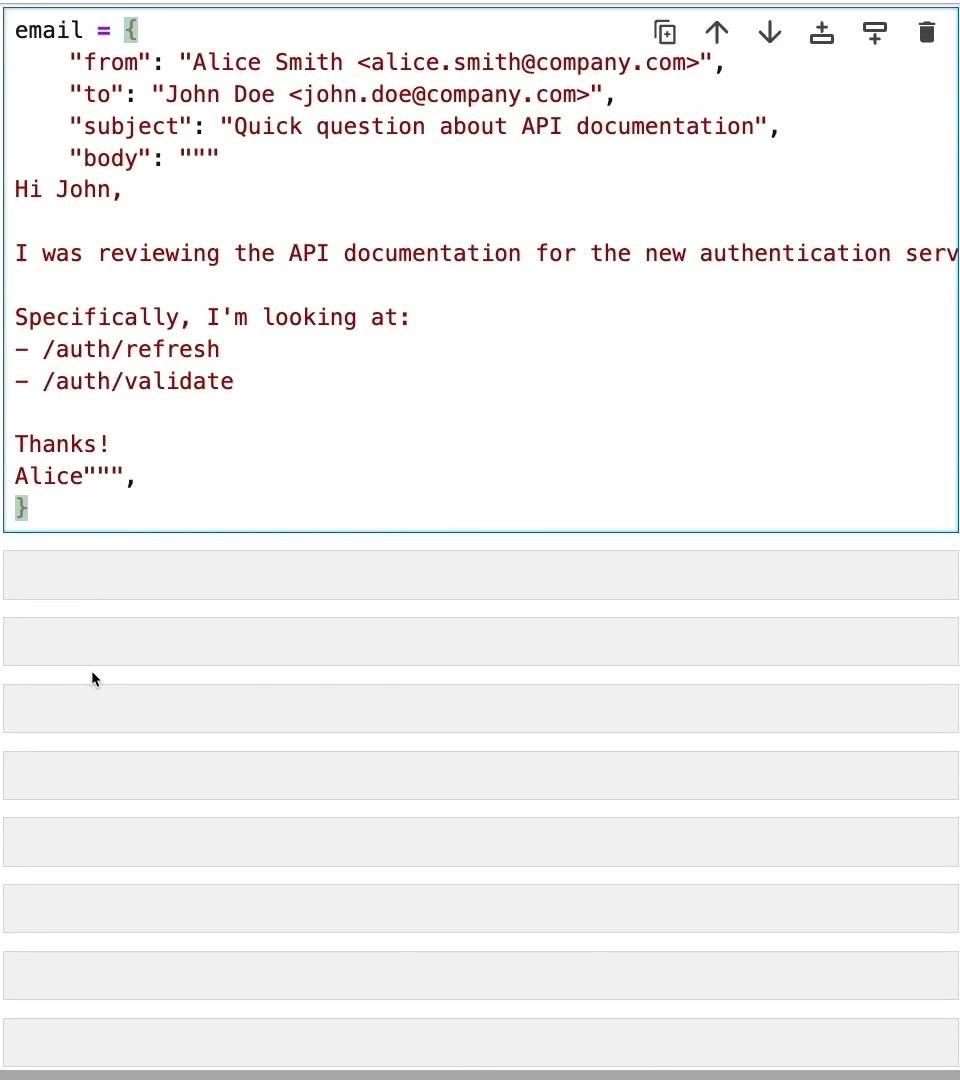 email = {
    "from": "Alice Smith <alice.smith@company.com>",
    "to": "John Doe <john.doe@company.com>",
    "subject": "Quick question about API documentation",
    "body": """
Hi John,

I was reviewing the API documentation for the new authentication serv

Specifically, I'm looking at:
– /auth/refresh
– /auth/validate

Thanks!
Alice""",
}